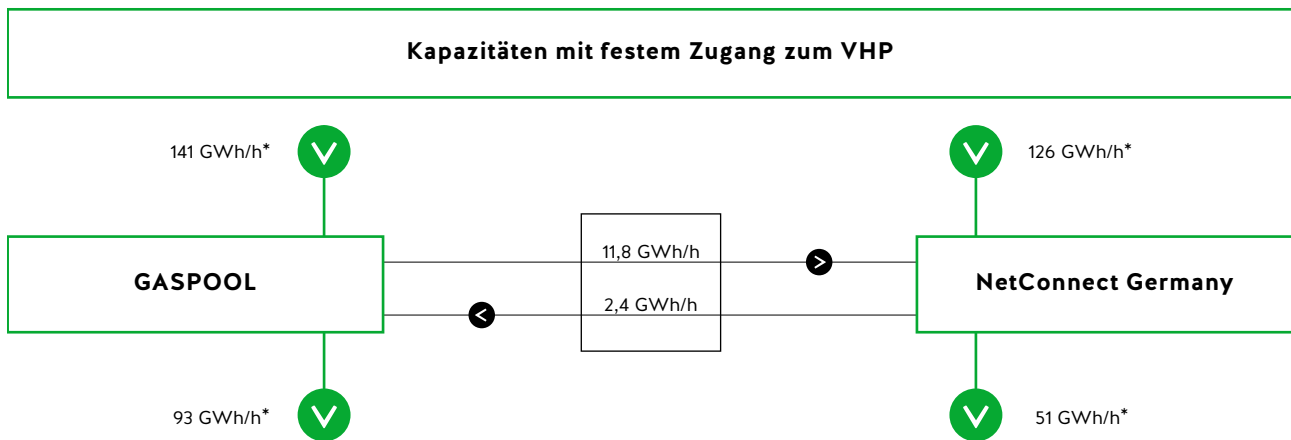 Kapazitäten mit festem Zugang zum VHP
141 GWh/h*
126 GWh/h*
11,8 GWh/h
GASPOOL
NetConnect Germany
2,4 GWh/h
93 GWh/h*
51 GWh/h*